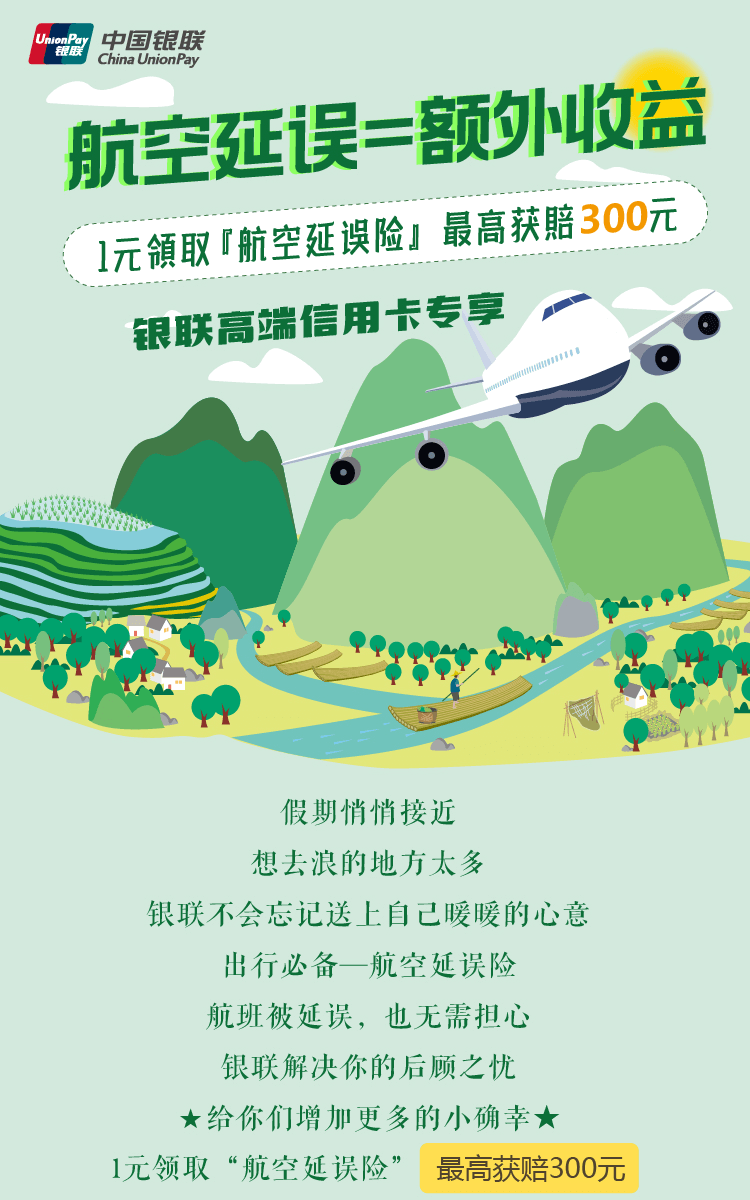 UnionPay
银联
中国银联
China UnionPay
航空延误=额外收益
1元領取『航空延误险』最高获賠300元
银联高端信用卡专享
假期悄悄接近
想去浪的地方太多
银联不会忘记送上自己暖暖的心意
出行必备—航空延误险
航班被延误，也无需担心
银联解决你的后顾之忧
★给你们增加更多的小确幸★
1元领取“航空延误险” 最高获赔300元